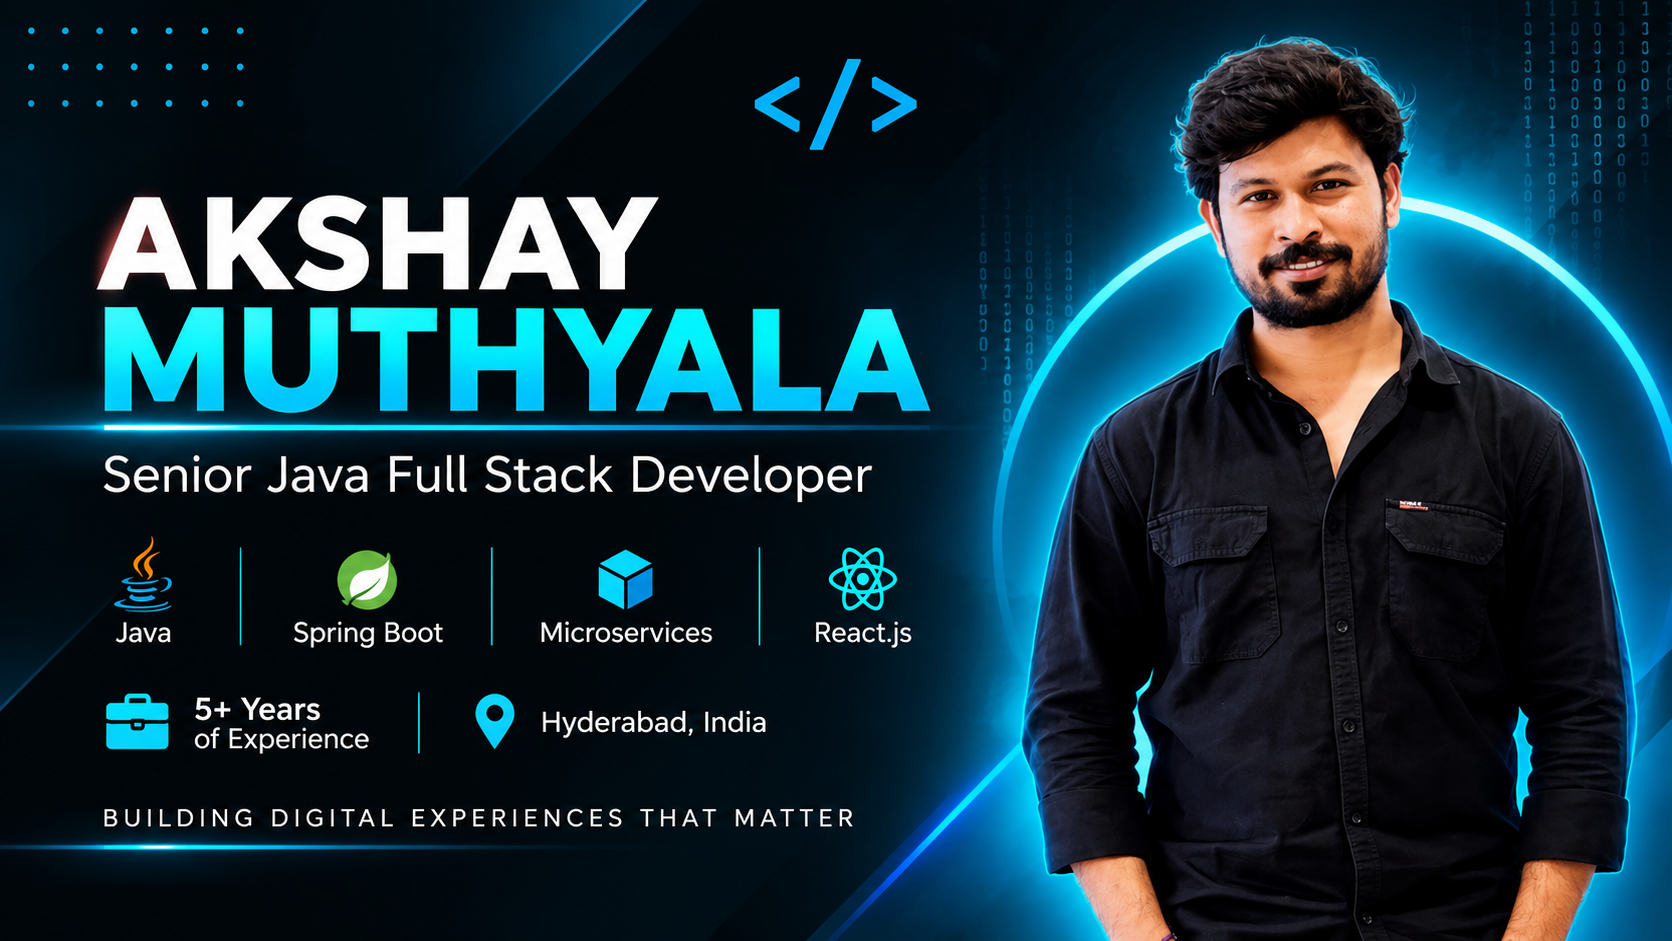 </>
AKSHAY
MUTHYALA
Senior Java Full Stack Developer
Java
Spring Boot
Microservices
React.js
5+ Years
of Experience
Hyderabad, India
BUILDING DIGITAL EXPERIENCES THAT MATTER